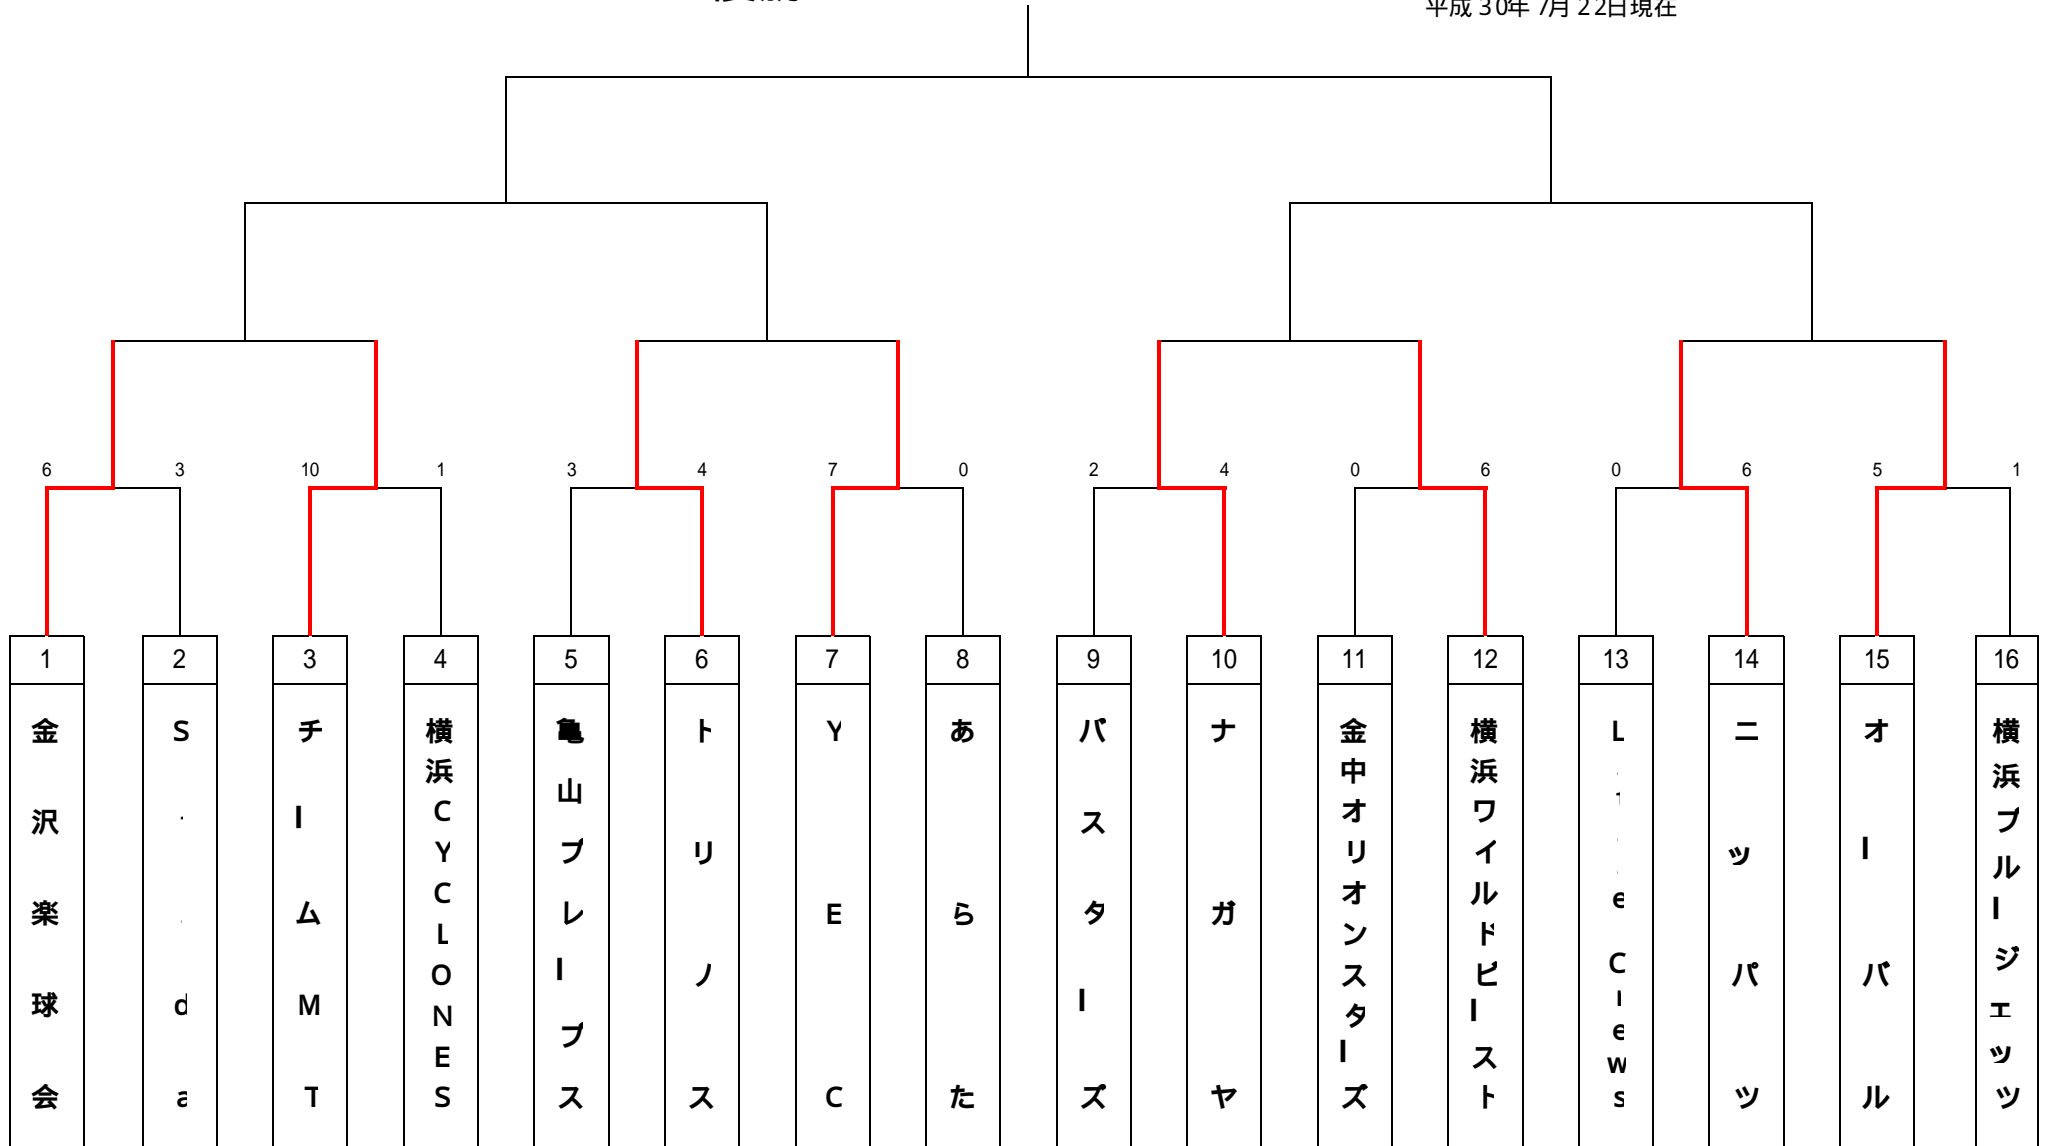 平成30年7月22日現在
6 3 10 1 3 4 7 0 2 4 0 6 0 6 5 1
1 2 3 4 5 6 7 8 9 10 11 12 13 14 15 16
金沢楽球会
チームMT
横浜CYCLONES
亀山ブレーブス
トリノス
YEC
あらた
バスターズ
ナガヤ
金中オリオンスターズ
横浜ワイルドビースト
Crews
ニッパツ
オーバル
横浜ブルージェッツ